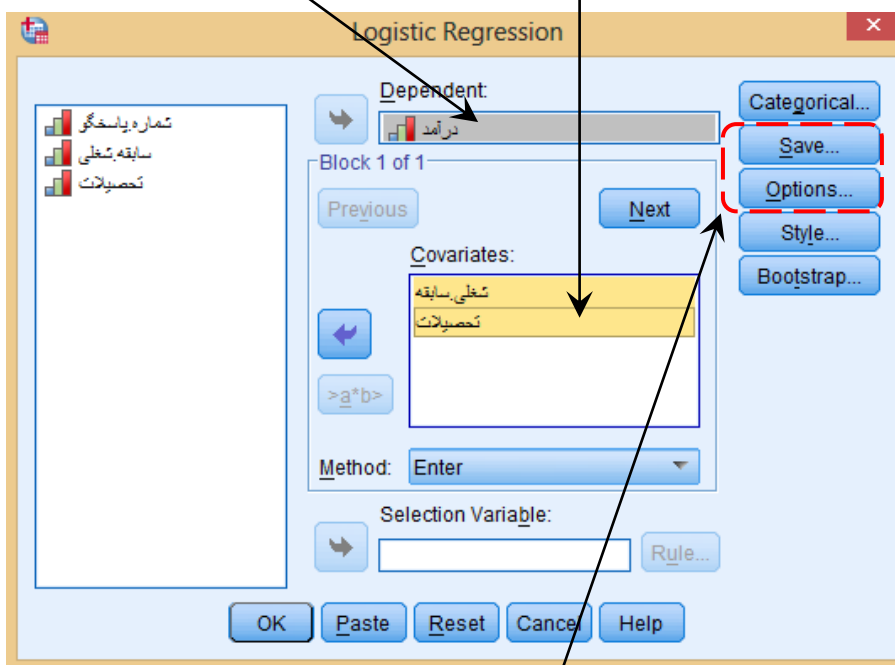 Logistic Regression
×
شماره.پاسخگو
سابقه.شغلی
تحصیلات
Dependent:
درآمد
Block 1 of 1
Previous
Next
Covariates:
شغلی.سابقه
تحصیلات
>a*b>
Method:
Enter
Selection Variable:
Rule...
Categorical...
Save...
Options...
Style...
Bootstrap...
OK
Paste
Reset
Cancel
Help